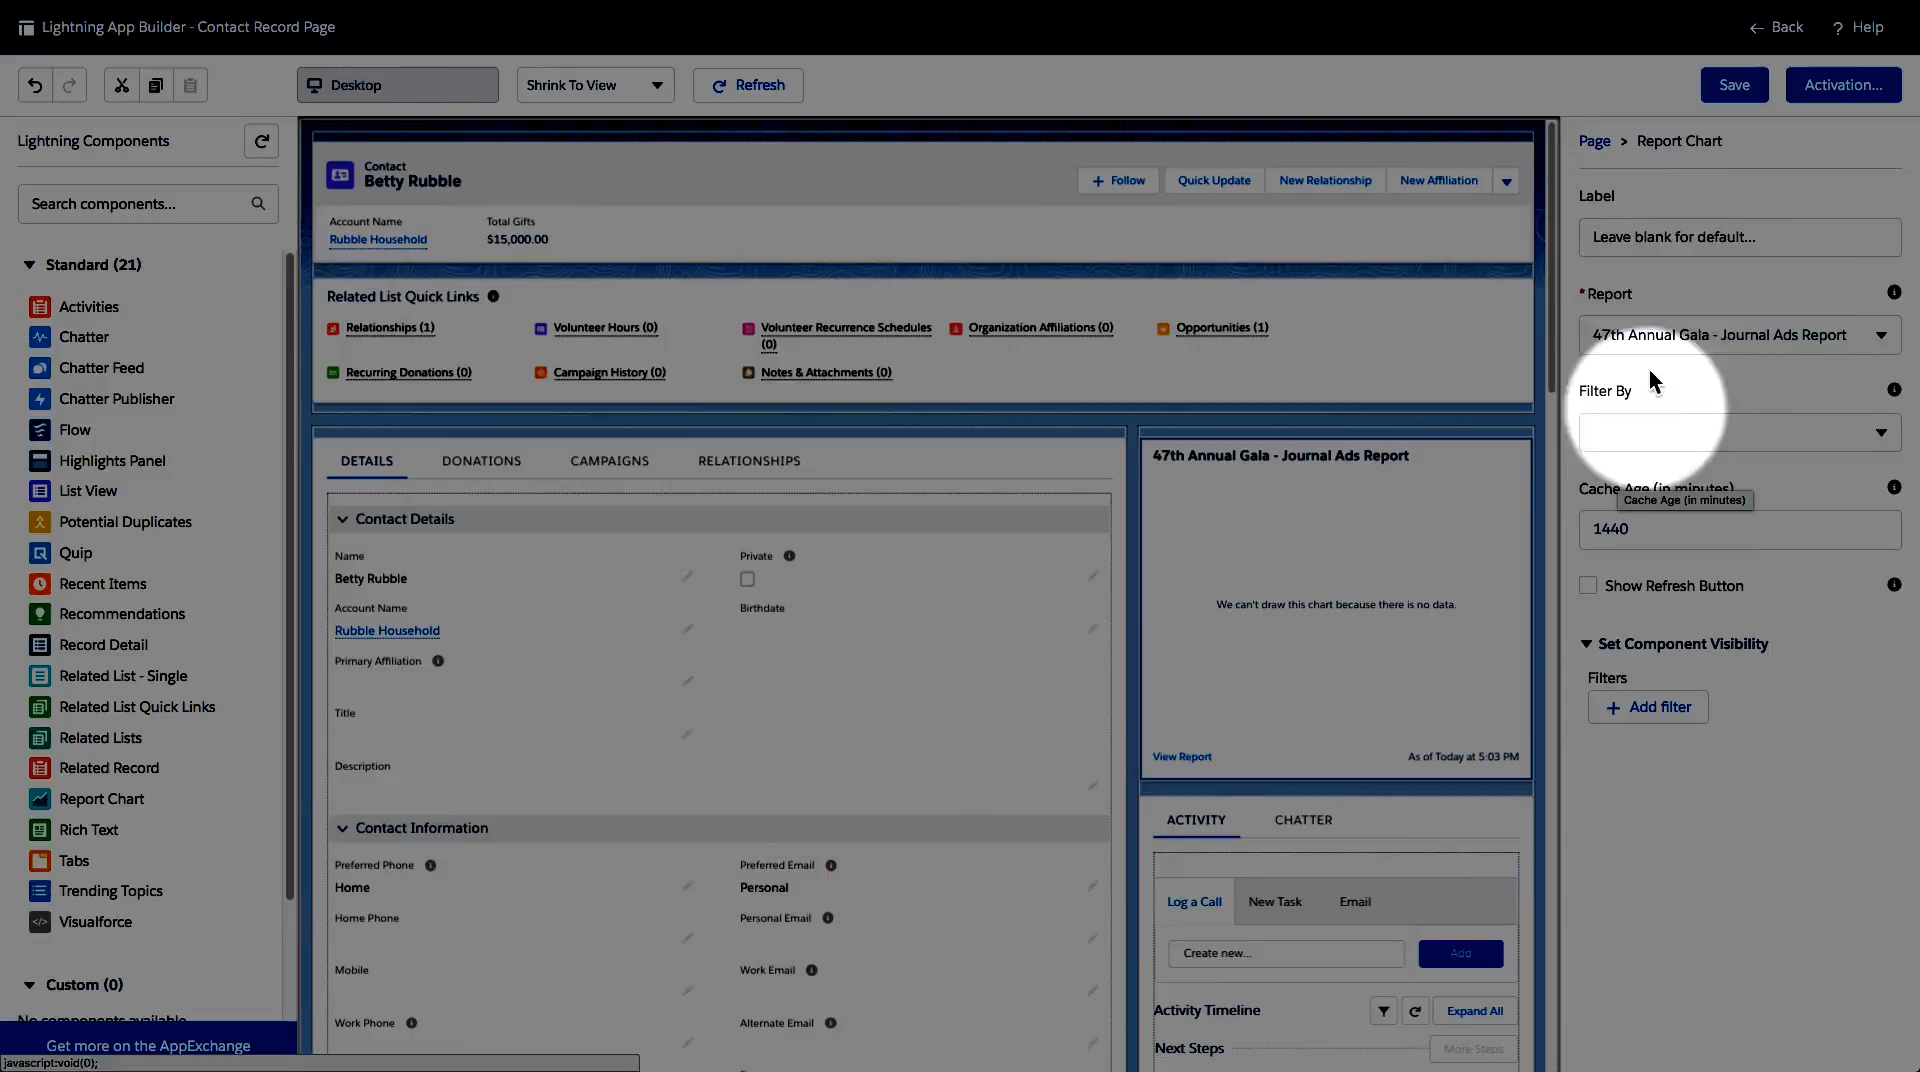 Lightning App Builder - Contact Record Page
Back
? Help
Desktop
Shrink To View
Refresh
Save
Activation...
Lightning Components
Search components...
Standard (21)
Activities
Chatter
Chatter Feed
Chatter Publisher
Flow
Highlights Panel
List View
Potential Duplicates
Quip
Recent Items
Recommendations
Record Detail
Related List - Single
Related List Quick Links
Related Lists
Related Record
Report Chart
Rich Text
Tabs
Trending Topics
Visualforce
Custom (0)
No components available
Get more on the AppExchange
javascript:void(0);
Contact
Betty Rubble
+ Follow
Quick Update
New Relationship
New Affiliation
Account Name
Total Gifts
Rubble Household
$15,000.00
Related List Quick Links
Relationships (1)
Volunteer Hours (0)
Volunteer Recurrence Schedules
(0)
Organization Affiliations (0)
Opportunities (1)
Recurring Donations (0)
Campaign History (0)
Notes & Attachments (0)
DETAILS
DONATIONS
CAMPAIGNS
RELATIONSHIPS
Contact Details
Name
Betty Rubble
Private
Account Name
Rubble Household
Birthdate
Primary Affiliation
Title
Description
Contact Information
Preferred Phone
Home
Preferred Email
Personal
Home Phone
Personal Email
Mobile
Work Email
Work Phone
Alternate Email
47th Annual Gala - Journal Ads Report
We can't draw this chart because there is no data.
View Report
As of Today at 5:03 PM
ACTIVITY
CHATTER
Log a Call
New Task
Email
Create new...
Add
Activity Timeline
Expand All
Next Steps
More Steps
Page > Report Chart
Label
Leave blank for default...
* Report
47th Annual Gala - Journal Ads Report
Filter By
Cache Age (in minutes)
Cache Age (in minutes)
1440
Show Refresh Button
Set Component Visibility
Filters
+ Add filter